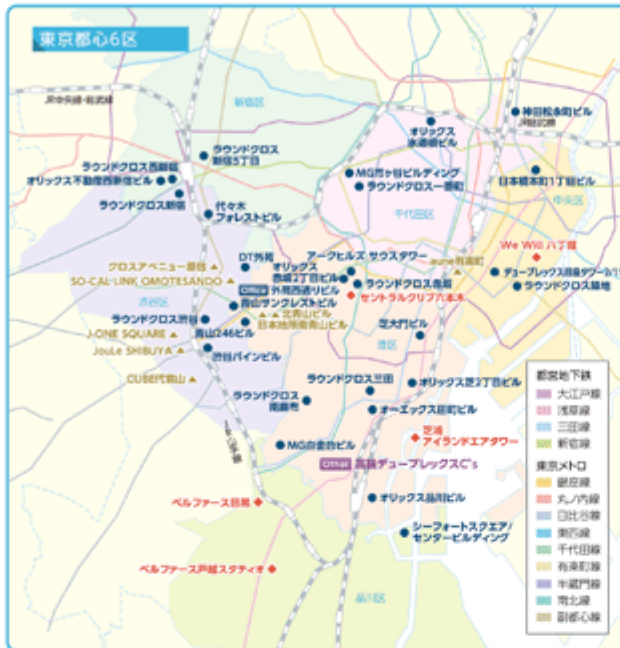 東京都心6区
JR中央線・総武線
新宿区
神田松永町ビル
JR総武線
オリックス
水道橋ビル
ラウンドクロス
新宿5丁目
ラウンドクロス西新宿
オリックス不動産西新宿ビル
ラウンドクロス新宿
MG市ヶ谷ビルディング
ラウンドクロス一番町
日本橋本町1丁目ビル
中央区
千代田区
代々木
フォレストビル
We Will 八丁堀
DT外苑
アークヒルズ サウスタワー
オリックス
赤坂2丁目ビル
aune有楽町
クロスアベニュー原宿
SO-CAL LINK OMOTESANDO
Office 外苑西通りビル
ラウンドクロス赤坂
セントラルクリブ六本木
ラウンドクロス築地
渋谷区
青山サンクレストビル
北青山ビル
日本地所南青山ビル
ラウンドクロス渋谷
青山246ビル
J-ONE SQUARE
JouLe SHIBUYA
渋谷パインビル
芝大門ビル
港区
CUBE代官山
ラウンドクロス三田
オリックス芝2丁目ビル
ラウンドクロス
南麻布
オーエックス田町ビル
芝浦
アイランドエアタワー
MG白金台ビル
Other 高輪デュープレックスC's
JR山手線
ベルファース目黒
オリックス品川ビル
シーフォートスクエア/
センタービルディング
ベルファース戸越スタティオ
品川区
都営地下鉄
大江戸線
浅草線
三田線
新宿線
東京メトロ
銀座線
丸ノ内線
日比谷線
東西線
千代田線
有楽町線
半蔵門線
南北線
副都心線